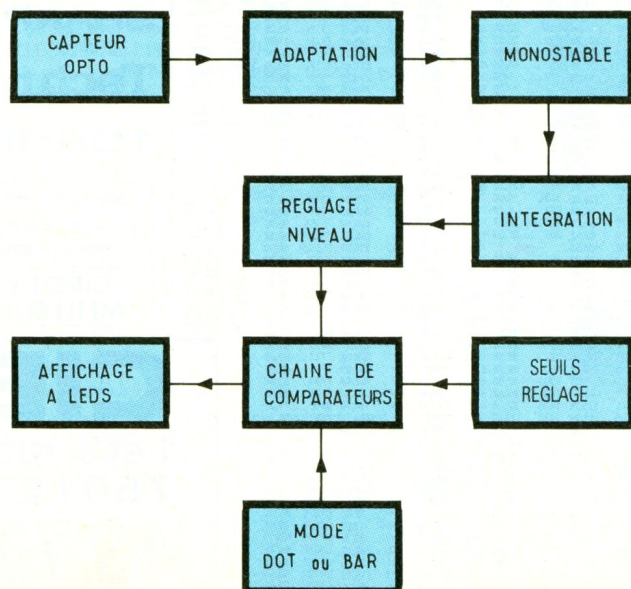 CAPTEUR
OPTO
ADAPTATION
MONOSTABLE
REGLAGE
NIVEAU
INTEGRATION
AFFICHAGE
A LEDS
CHAINE DE
COMPARATEURS
SEUILS
REGLAGE
MODE
DOT ou BAR